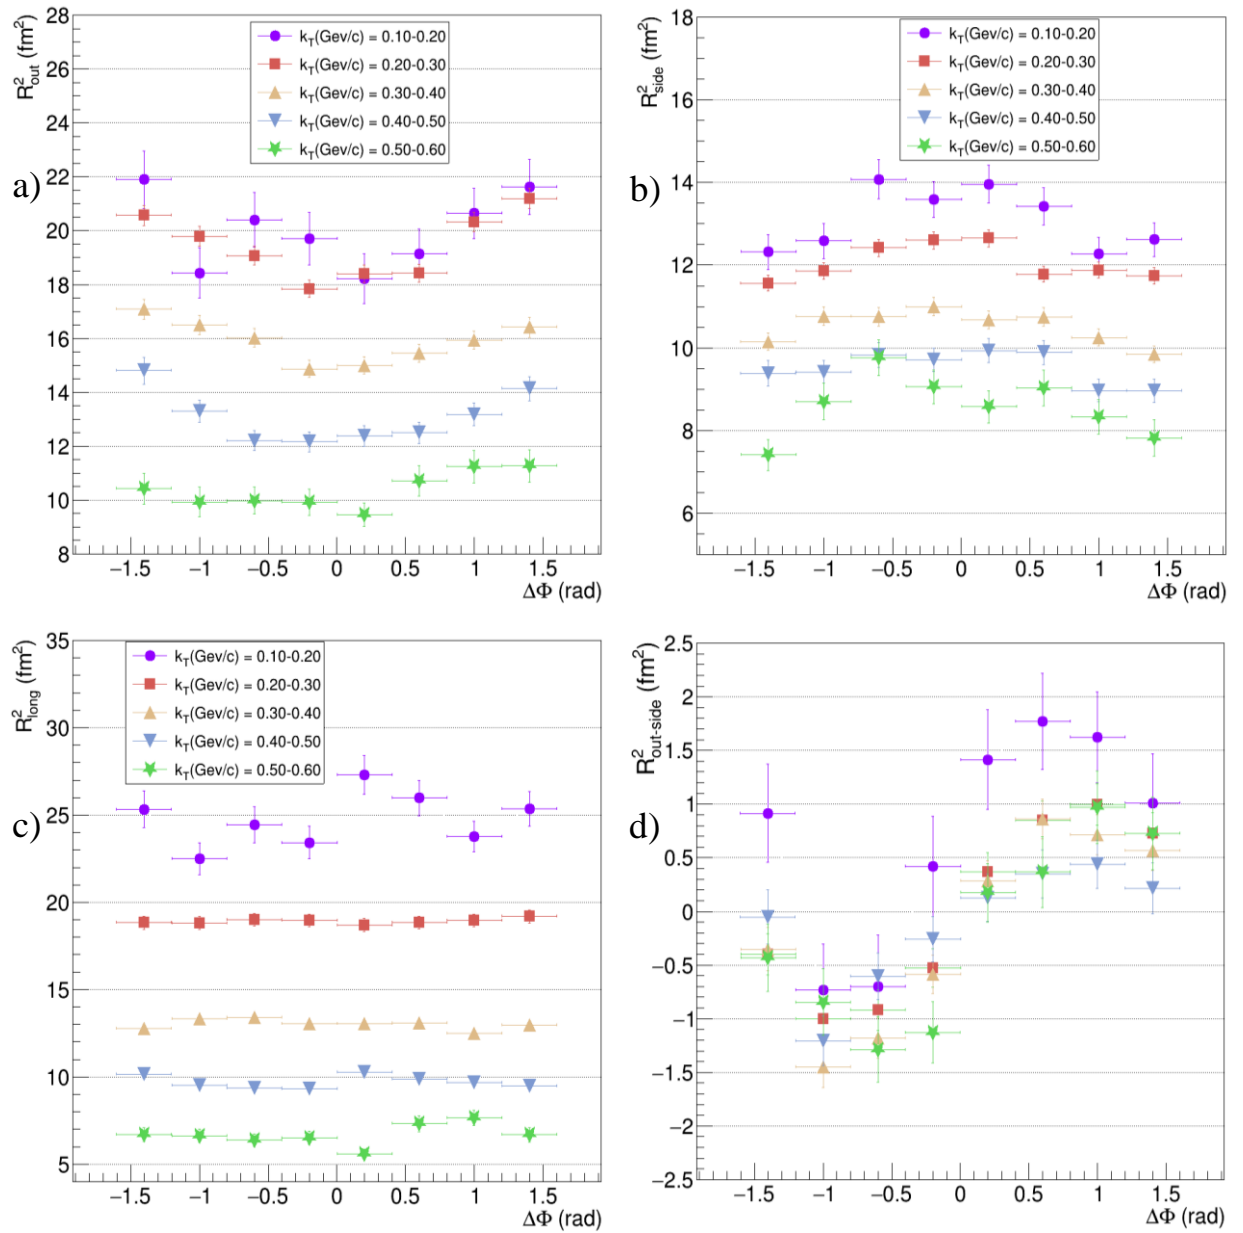 a)
R²out (fm²)
28
26
24
22
20
18
16
14
12
10
8
kT(Gev/c) = 0.10-0.20
kT(Gev/c) = 0.20-0.30
kT(Gev/c) = 0.30-0.40
kT(Gev/c) = 0.40-0.50
kT(Gev/c) = 0.50-0.60
−1.5 −1 −0.5 0 0.5 1 1.5
ΔΦ (rad)
b)
R²side (fm²)
18
16
14
12
10
8
6
kT(Gev/c) = 0.10-0.20
kT(Gev/c) = 0.20-0.30
kT(Gev/c) = 0.30-0.40
kT(Gev/c) = 0.40-0.50
kT(Gev/c) = 0.50-0.60
−1.5 −1 −0.5 0 0.5 1 1.5
ΔΦ (rad)
c)
R²long (fm²)
35
30
25
20
15
10
5
kT(Gev/c) = 0.10-0.20
kT(Gev/c) = 0.20-0.30
kT(Gev/c) = 0.30-0.40
kT(Gev/c) = 0.40-0.50
kT(Gev/c) = 0.50-0.60
−1.5 −1 −0.5 0 0.5 1 1.5
ΔΦ (rad)
d)
R²out-side (fm²)
2.5
2
1.5
1
0.5
0
−0.5
−1
−1.5
−2
−2.5
−1.5 −1 −0.5 0 0.5 1 1.5
ΔΦ (rad)